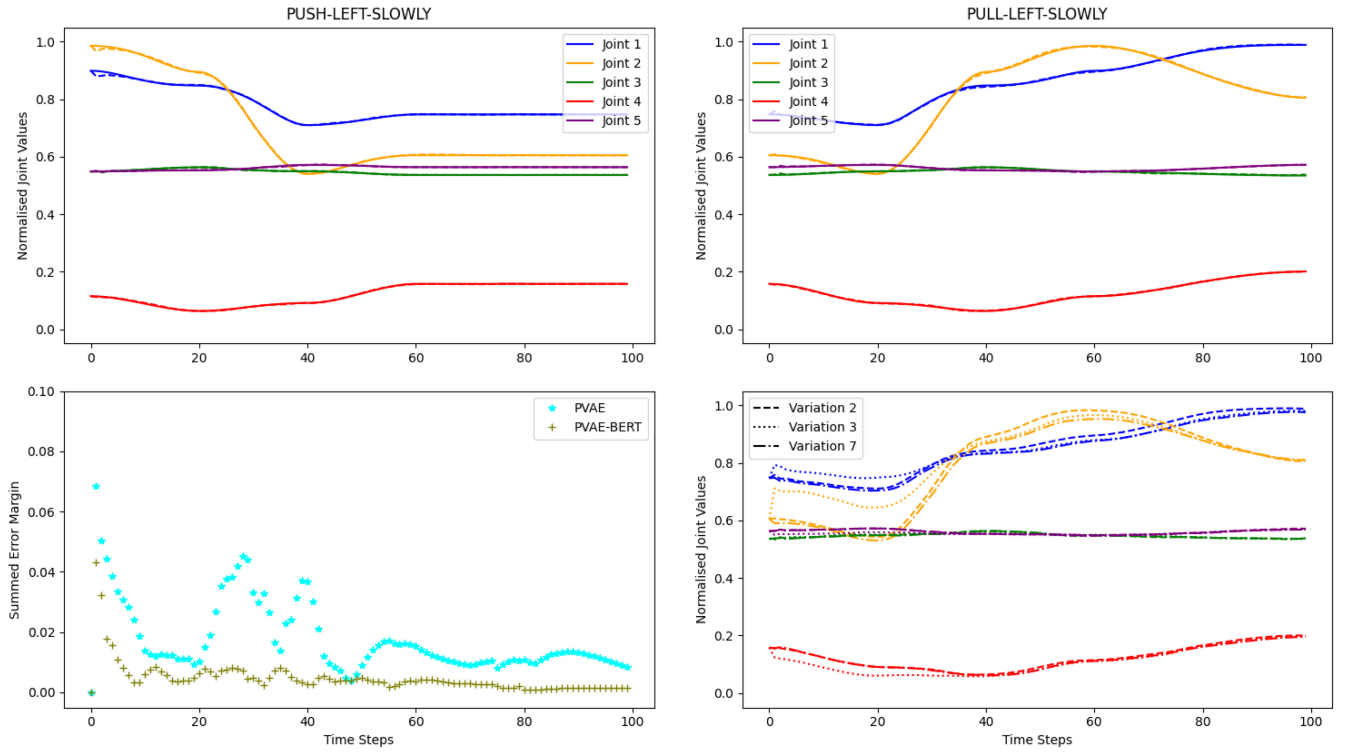 PUSH-LEFT-SLOWLY
Normalised Joint Values
1.0
0.8
0.6
0.4
0.2
0.0
Joint 1
Joint 2
Joint 3
Joint 4
Joint 5
0 20 40 60 80 100
PULL-LEFT-SLOWLY
Normalised Joint Values
1.0
0.8
0.6
0.4
0.2
0.0
Joint 1
Joint 2
Joint 3
Joint 4
Joint 5
0 20 40 60 80 100
Summed Error Margin
0.10
0.08
0.06
0.04
0.02
0.00
PVAE
PVAE-BERT
0 20 40 60 80 100
Time Steps
Normalised Joint Values
1.0
0.8
0.6
0.4
0.2
0.0
Variation 2
Variation 3
Variation 7
0 20 40 60 80 100
Time Steps